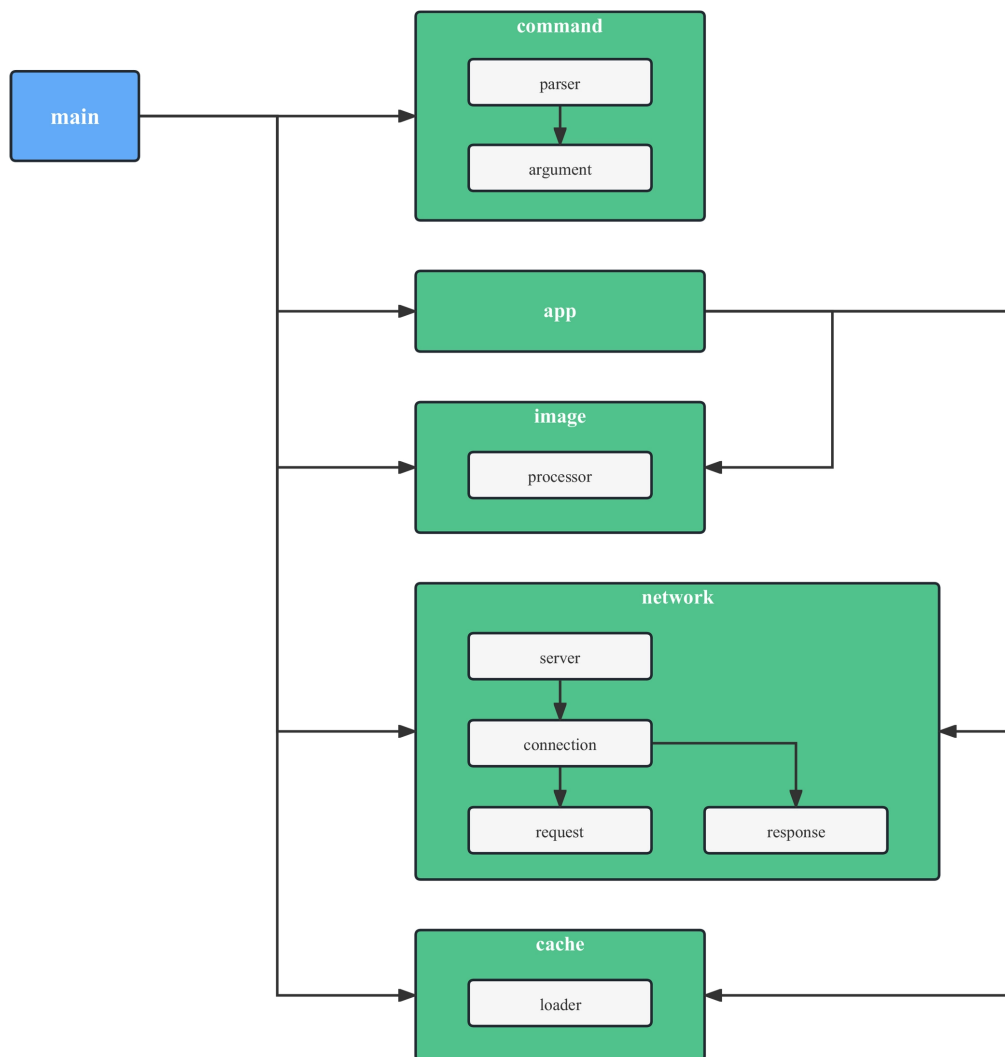 command
parser
main
argument
app
image
processor
network
server
connection
request
response
cache
loader